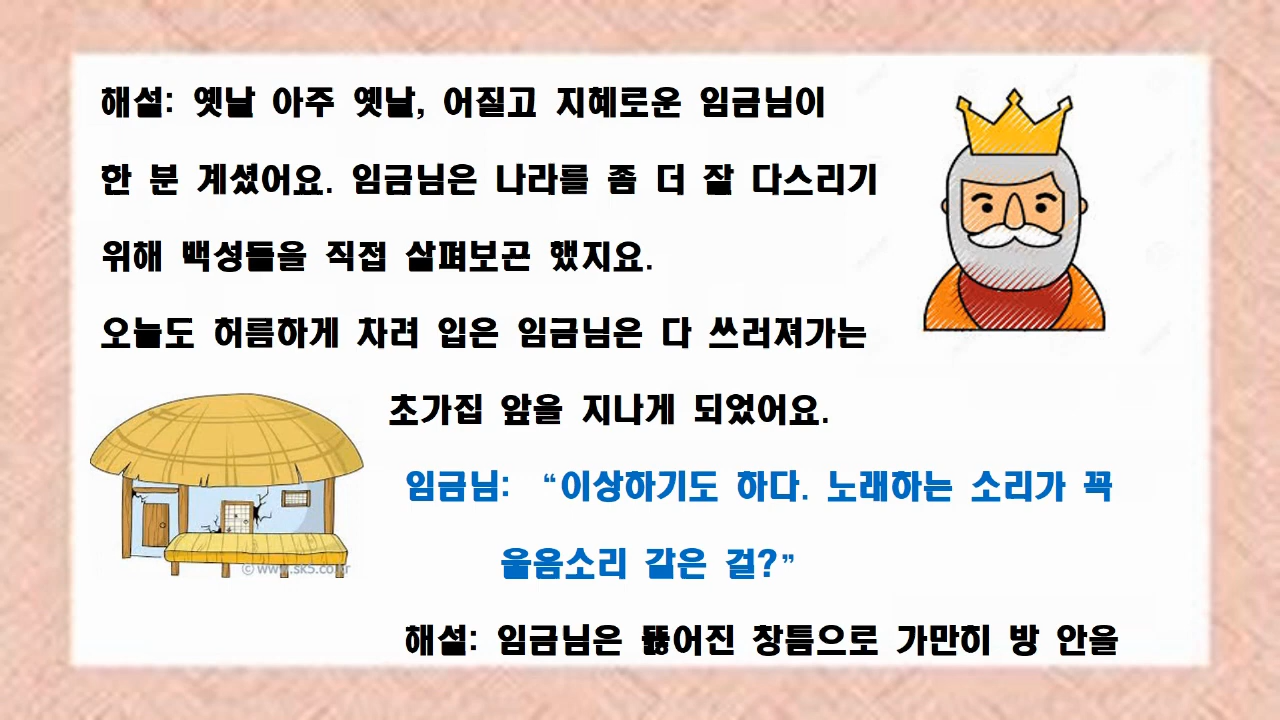 해설: 옛날 아주 옛날, 어질고 지혜로운 임금님이
한 분 계셨어요. 임금님은 나라를 좀 더 잘 다스리기
위해 백성들을 직접 살펴보곤 했지요.
오늘도 허름하게 차려 입은 임금님은 다 쓰러져가는
초가집 앞을 지나게 되었어요.
임금님: “이상하기도 하다. 노래하는 소리가 꼭
울음소리 같은 걸?”
해설: 임금님은 뚫어진 창틈으로 가만히 방 안을
© www.sk5.co.kr